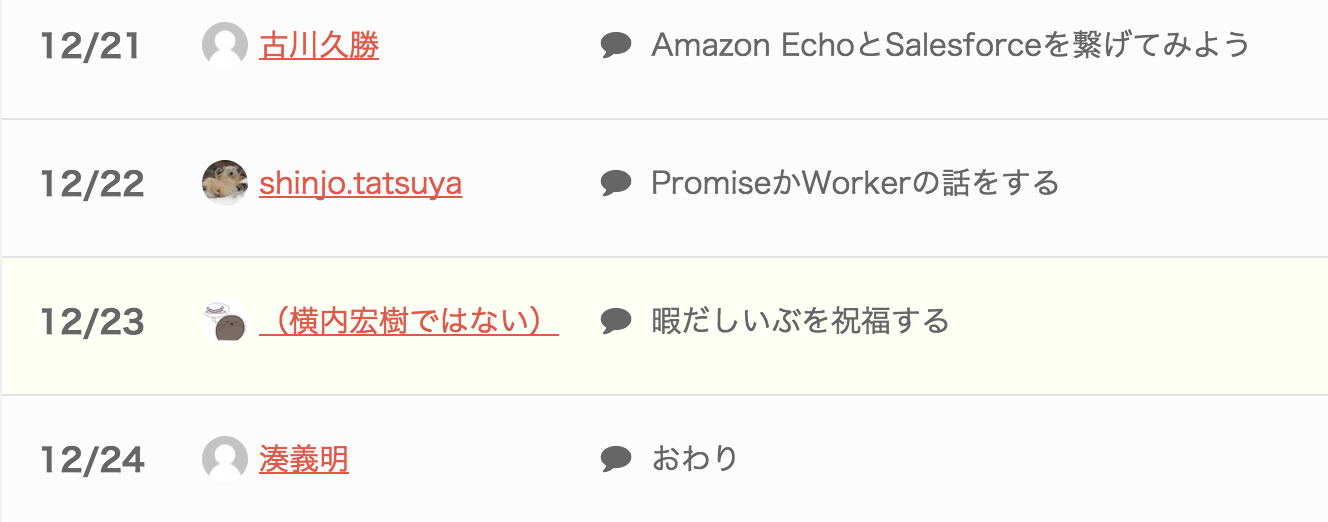 12/21 古川久勝 Amazon EchoとSalesforceを繋げてみよう
12/22 shinjo.tatsuya PromiseかWorkerの話をする
12/23 （横内宏樹ではない） 暇だしいぶを祝福する
12/24 湊義明 おわり